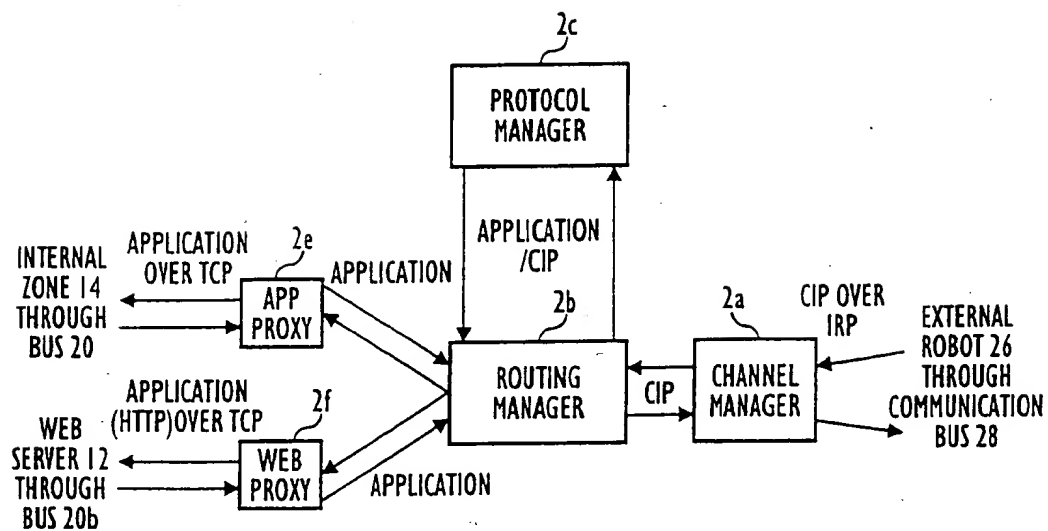 2c
PROTOCOL
MANAGER
APPLICATION
/CIP
INTERNAL
ZONE 14
THROUGH
BUS 20
APPLICATION
OVER TCP
2e
APP
PROXY
APPLICATION
2b
ROUTING
MANAGER
CIP
2a
CHANNEL
MANAGER
CIP OVER
IRP
EXTERNAL
ROBOT 26
THROUGH
COMMUNICATION
BUS 28
APPLICATION
(HTTP)OVER TCP
WEB
SERVER 12
THROUGH
BUS 20b
2f
WEB
PROXY
APPLICATION